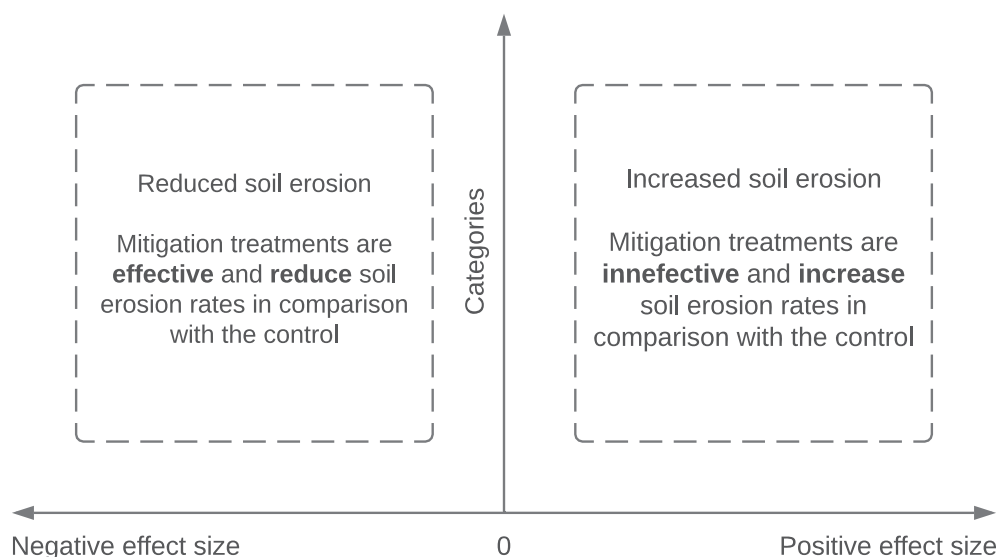 Reduced soil erosion
Mitigation treatments are
effective and reduce soil
erosion rates in comparison
with the control
Categories
Increased soil erosion
Mitigation treatments are
innefective and increase
soil erosion rates in
comparison with the control
Negative effect size
0
Positive effect size